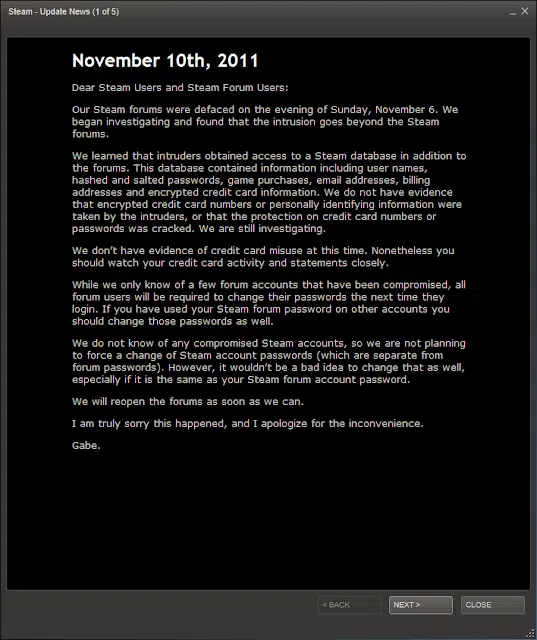 Steam - Update News (1 of 5)
November 10th, 2011
Dear Steam Users and Steam Forum Users:
Our Steam forums were defaced on the evening of Sunday, November 6. We
began investigating and found that the intrusion goes beyond the Steam
forums.
We learned that intruders obtained access to a Steam database in addition to
the forums. This database contained information including user names,
hashed and salted passwords, game purchases, email addresses, billing
addresses and encrypted credit card information. We do not have evidence
that encrypted credit card numbers or personally identifying information were
taken by the intruders, or that the protection on credit card numbers or
passwords was cracked. We are still investigating.
We don't have evidence of credit card misuse at this time. Nonetheless you
should watch your credit card activity and statements closely.
While we only know of a few forum accounts that have been compromised, all
forum users will be required to change their passwords the next time they
login. If you have used your Steam forum password on other accounts you
should change those passwords as well.
We do not know of any compromised Steam accounts, so we are not planning
to force a change of Steam account passwords (which are separate from
forum passwords). However, it wouldn't be a bad idea to change that as well,
especially if it is the same as your Steam forum account password.
We will reopen the forums as soon as we can.
I am truly sorry this happened, and I apologize for the inconvenience.
Gabe.
< BACK
NEXT >
CLOSE